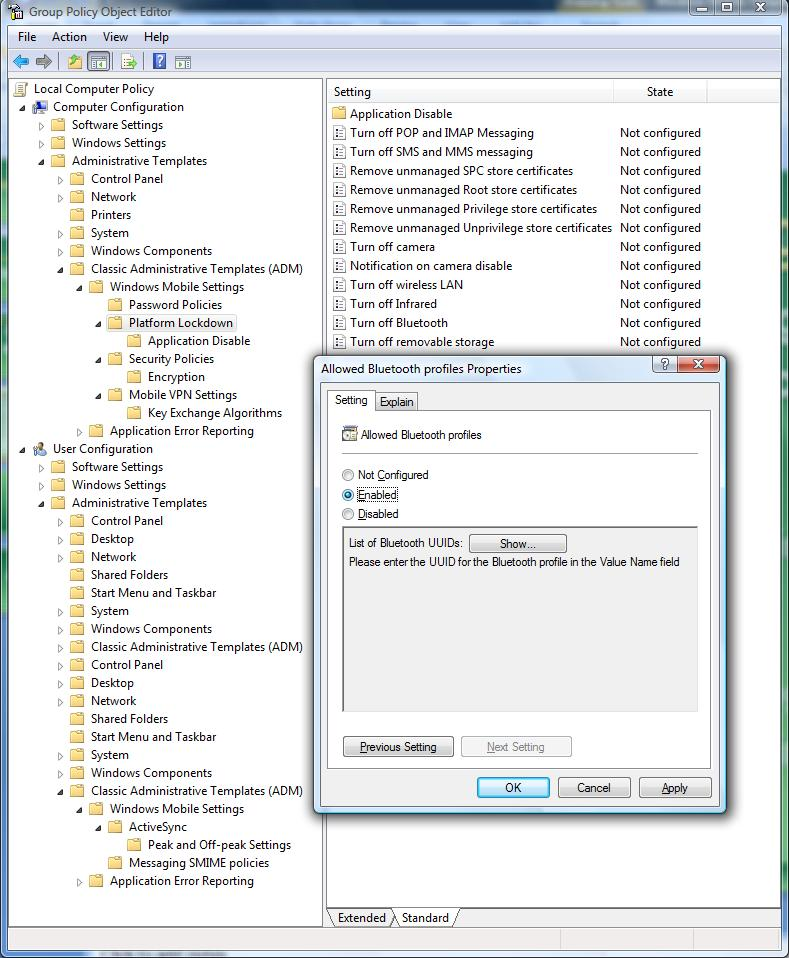 Group Policy Object Editor
File Action View Help
Local Computer Policy
Computer Configuration
Software Settings
Windows Settings
Administrative Templates
Control Panel
Network
Printers
System
Windows Components
Classic Administrative Templates (ADM)
Windows Mobile Settings
Password Policies
Platform Lockdown
Application Disable
Security Policies
Encryption
Mobile VPN Settings
Key Exchange Algorithms
Application Error Reporting
User Configuration
Software Settings
Windows Settings
Administrative Templates
Control Panel
Desktop
Network
Shared Folders
Start Menu and Taskbar
System
Windows Components
Classic Administrative Templates (ADM)
Control Panel
Desktop
Network
Shared Folders
Start Menu and Taskbar
System
Windows Components
Classic Administrative Templates (ADM)
Windows Mobile Settings
ActiveSync
Peak and Off-peak Settings
Messaging SMIME policies
Application Error Reporting
Setting State
Application Disable
Turn off POP and IMAP Messaging Not configured
Turn off SMS and MMS messaging Not configured
Remove unmanaged SPC store certificates Not configured
Remove unmanaged Root store certificates Not configured
Remove unmanaged Privilege store certificates Not configured
Remove unmanaged Unprivilege store certificates Not configured
Turn off camera Not configured
Notification on camera disable Not configured
Turn off wireless LAN Not configured
Turn off Infrared Not configured
Turn off Bluetooth Not configured
Turn off removable storage Not configured
Allowed Bluetooth profiles Properties
Setting Explain
Allowed Bluetooth profiles
Not Configured
Enabled
Disabled
List of Bluetooth UUIDs: Show...
Please enter the UUID for the Bluetooth profile in the Value Name field
Previous Setting Next Setting
OK Cancel Apply
Extended Standard